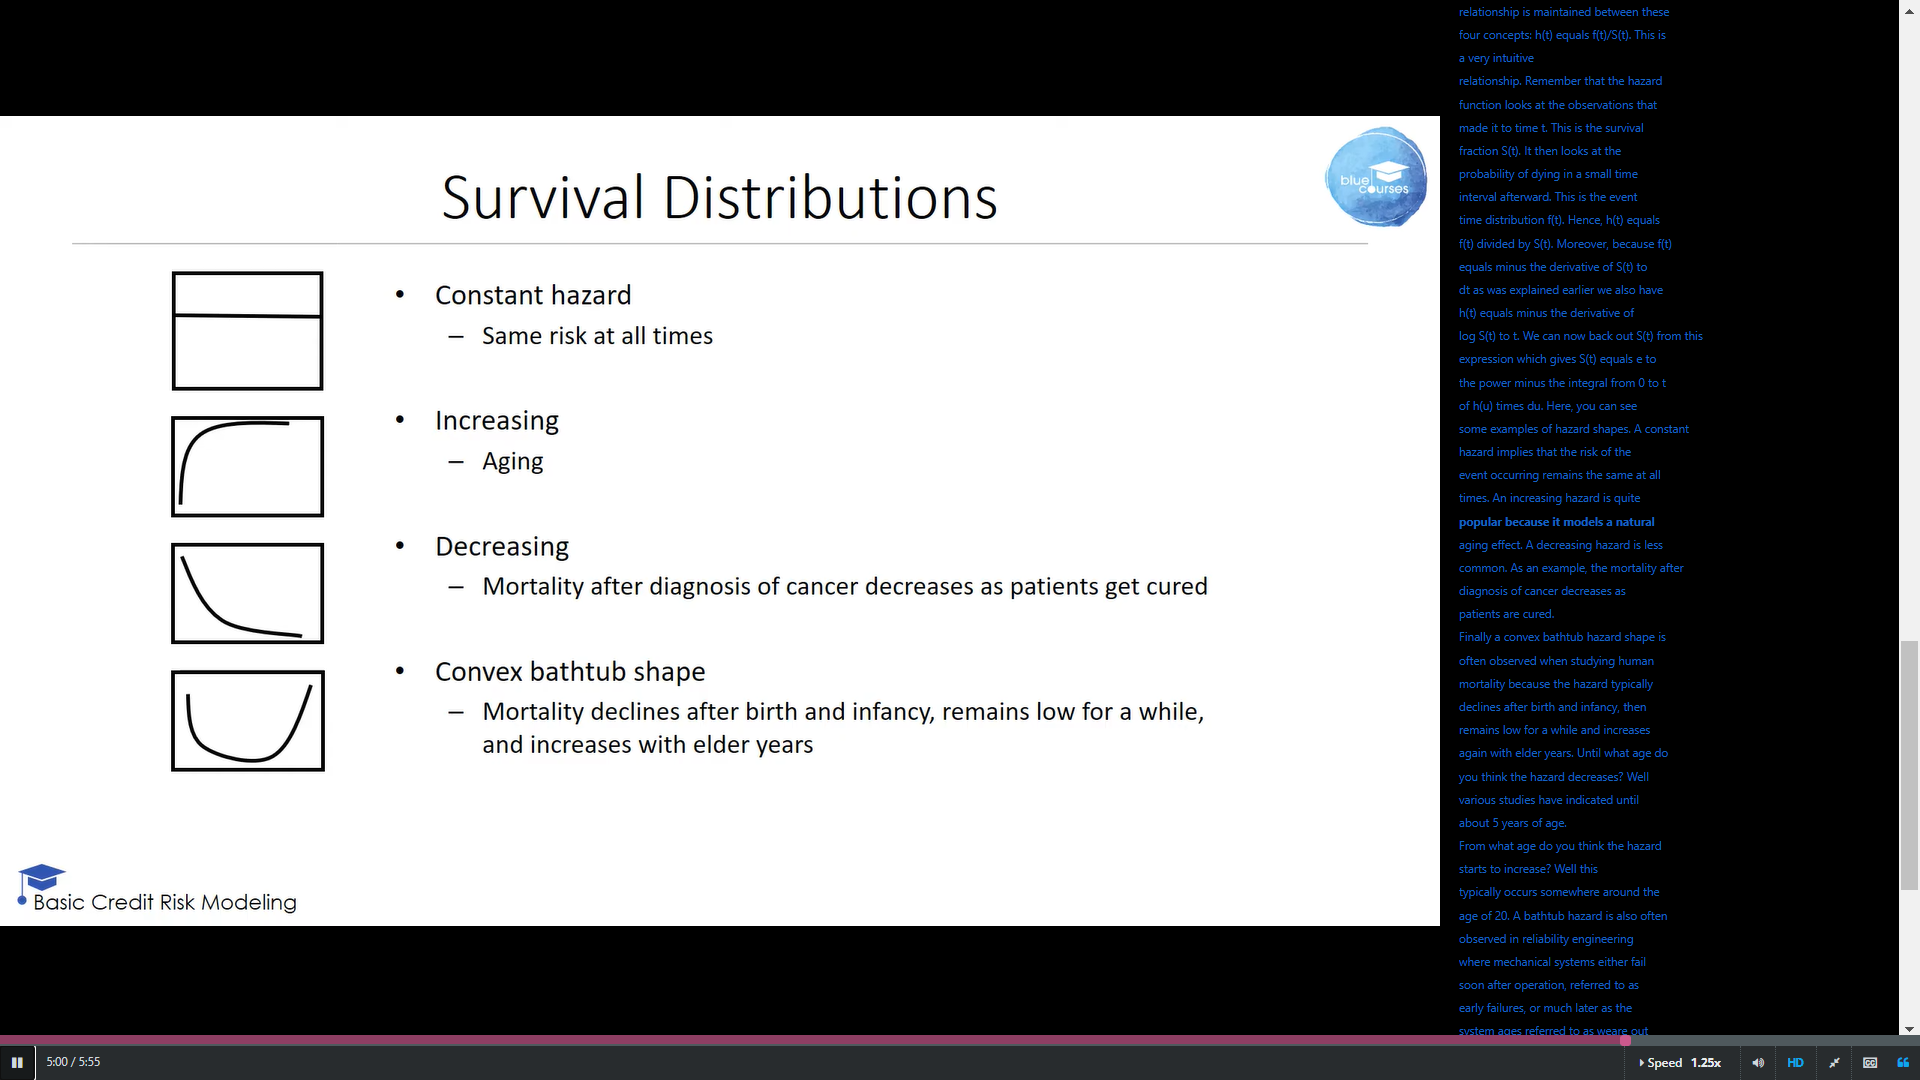 Survival Distributions
blue courses
• Constant hazard
– Same risk at all times
• Increasing
– Aging
• Decreasing
– Mortality after diagnosis of cancer decreases as patients get cured
• Convex bathtub shape
– Mortality declines after birth and infancy, remains low for a while,
and increases with elder years
Basic Credit Risk Modeling
relationship is maintained between these
four concepts: h(t) equals f(t)/S(t). This is
a very intuitive
relationship. Remember that the hazard
function looks at the observations that
made it to time t. This is the survival
fraction S(t). It then looks at the
probability of dying in a small time
interval afterward. This is the event
time distribution f(t). Hence, h(t) equals
f(t) divided by S(t). Moreover, because f(t)
equals minus the derivative of S(t) to
dt as was explained earlier we also have
h(t) equals minus the derivative of
log S(t) to t. We can now back out S(t) from this
expression which gives S(t) equals e to
the power minus the integral from 0 to t
of h(u) times du. Here, you can see
some examples of hazard shapes. A constant
hazard implies that the risk of the
event occurring remains the same at all
times. An increasing hazard is quite
popular because it models a natural
aging effect. A decreasing hazard is less
common. As an example, the mortality after
diagnosis of cancer decreases as
patients are cured.
Finally a convex bathtub hazard shape is
often observed when studying human
mortality because the hazard typically
declines after birth and infancy, then
remains low for a while and increases
again with elder years. Until what age do
you think the hazard decreases? Well
various studies have indicated until
about 5 years of age.
From what age do you think the hazard
starts to increase? Well this
typically occurs somewhere around the
age of 20. A bathtub hazard is also often
observed in reliability engineering
where mechanical systems either fail
soon after operation, referred to as
early failures, or much later as the
system ages referred to as weare out
5:00 / 5:55
Speed 1.25x
HD
CC